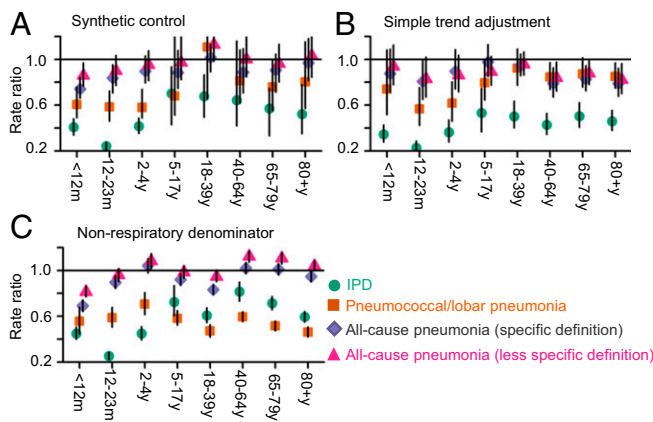 A
Synthetic control
Rate ratio
1.0
0.6
0.2
<12m
12-23m
2-4y
5-17y
18-39y
40-64y
65-79y
80+y
B
Simple trend adjustment
1.0
0.6
0.2
<12m
12-23m
2-4y
5-17y
18-39y
40-64y
65-79y
80+y
C
Non-respiratory denominator
Rate ratio
1.0
0.6
0.2
<12m
12-23m
2-4y
5-17y
18-39y
40-64y
65-79y
80+y
IPD
Pneumococcal/lobar pneumonia
All-cause pneumonia (specific definition)
All-cause pneumonia (less specific definition)